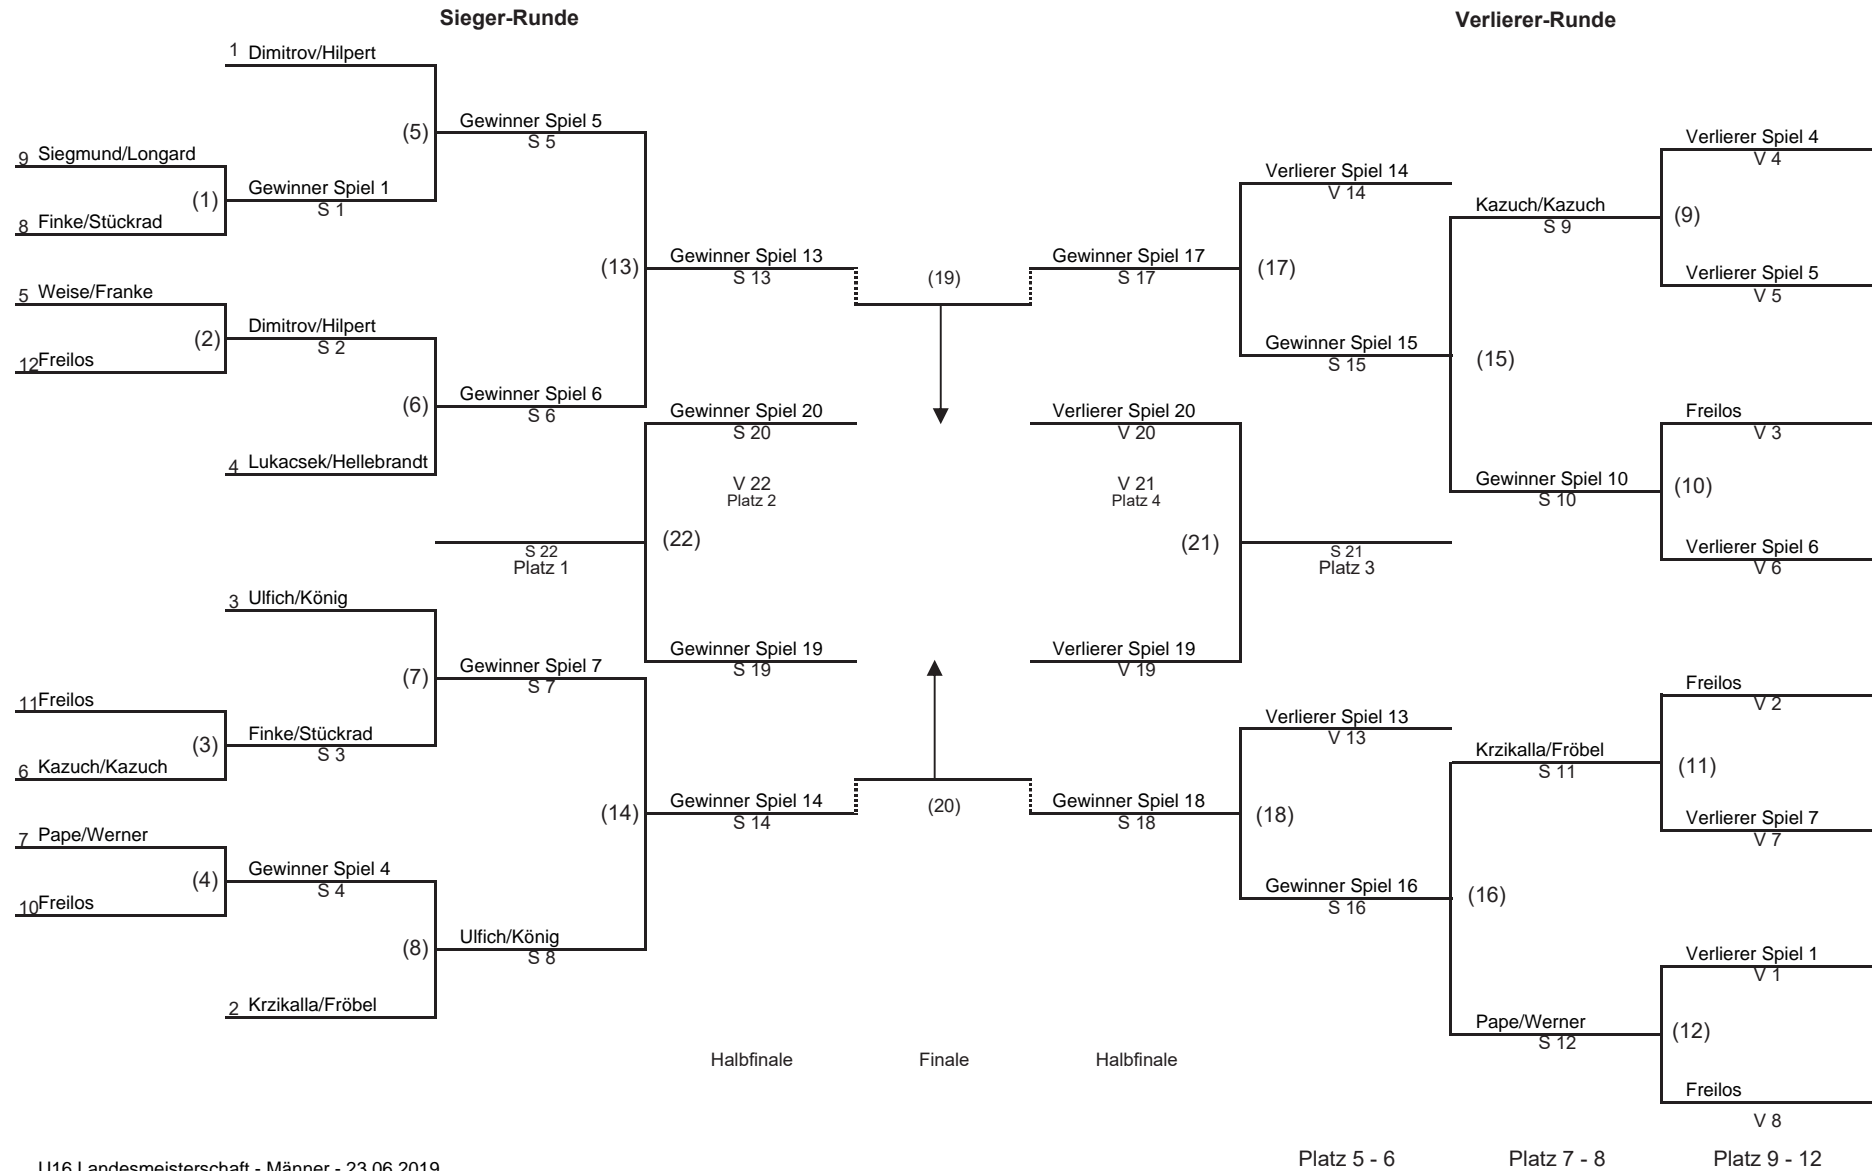 Sieger-Runde
Verlierer-Runde
1 Dimitrov/Hilpert
(5)
Gewinner Spiel 5
S 5
9 Siegmund/Longard
(1)
Gewinner Spiel 1
S 1
8 Finke/Stückrad
(13)
Gewinner Spiel 13
S 13
5 Weise/Franke
(2)
Dimitrov/Hilpert
S 2
12 Freilos
(6)
Gewinner Spiel 6
S 6
4 Lukacsek/Hellebrandt
Gewinner Spiel 20
S 20
V 22
Platz 2
(22)
S 22
Platz 1
3 Ulfich/König
(7)
Gewinner Spiel 7
S 7
Gewinner Spiel 19
S 19
11 Freilos
(3)
Finke/Stückrad
S 3
6 Kazuch/Kazuch
(14)
Gewinner Spiel 14
S 14
7 Pape/Werner
(4)
Gewinner Spiel 4
S 4
10 Freilos
(8)
Ulfich/König
S 8
2 Krzikalla/Fröbel
(19)
(20)
Halbfinale
Finale
Halbfinale
Verlierer Spiel 4
V 4
Verlierer Spiel 14
V 14
Kazuch/Kazuch
S 9
(9)
Gewinner Spiel 17
S 17
(17)
Verlierer Spiel 5
V 5
Gewinner Spiel 15
S 15
(15)
Verlierer Spiel 20
V 20
Freilos
V 3
V 21
Platz 4
Gewinner Spiel 10
S 10
(10)
(21)
S 21
Platz 3
Verlierer Spiel 6
V 6
Verlierer Spiel 19
V 19
Freilos
V 2
Verlierer Spiel 13
V 13
Krzikalla/Fröbel
S 11
(11)
Gewinner Spiel 18
S 18
(18)
Verlierer Spiel 7
V 7
Gewinner Spiel 16
S 16
(16)
Verlierer Spiel 1
V 1
Pape/Werner
S 12
(12)
Freilos
V 8
Platz 5 - 6
Platz 7 - 8
Platz 9 - 12
U16 Landesmeisterschaft - Männer - 23.06.2019